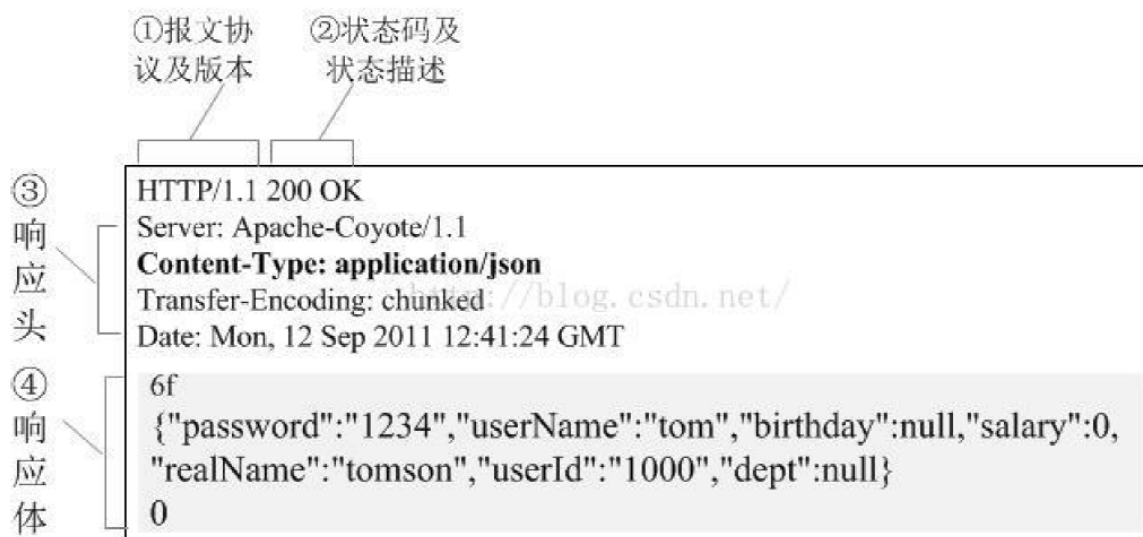 ①报文协
议及版本
②状态码及
状态描述
③
响
应
头
HTTP/1.1 200 OK
Server: Apache-Coyote/1.1
Content-Type: application/json
Transfer-Encoding: chunked
http://blog.csdn.net/
Date: Mon, 12 Sep 2011 12:41:24 GMT
④
响
应
体
6f
{"password":"1234","userName":"tom","birthday":null,"salary":0,
"realName":"tomson","userId":"1000","dept":null}
0